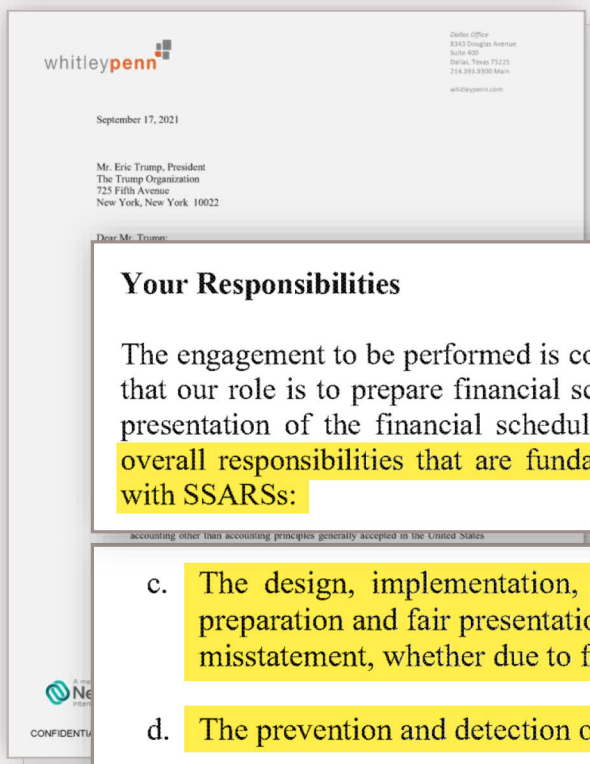 whitleypenn
Dallas Office
8343 Douglas Avenue
Suite 400
Dallas, Texas 75225
214.393.9300 Main
whitleypenn.com
September 17, 2021
Mr. Eric Trump, President
The Trump Organization
725 Fifth Avenue
New York, New York 10022
Dear Mr. Trump:
Your Responsibilities
The engagement to be performed is co
that our role is to prepare financial sc
presentation of the financial schedul
overall responsibilities that are funda
with SSARSs:
accounting other than accounting principles generally accepted in the United States
c. The design, implementation,
preparation and fair presentatio
misstatement, whether due to f
d. The prevention and detection o
A me
Ne
inter
CONFIDENTIA